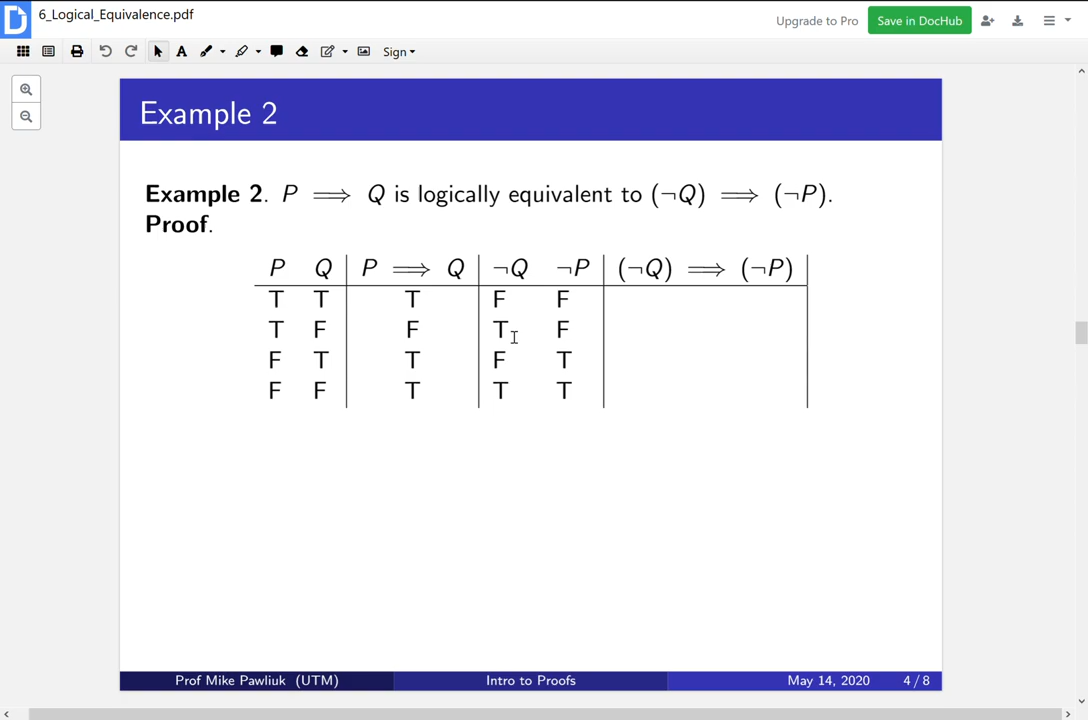 6_Logical_Equivalence.pdf
Upgrade to Pro
Save in DocHub
A
Sign
Example 2
Example 2. P ⟹ Q is logically equivalent to (¬Q) ⟹ (¬P).
Proof.
P Q P ⟹ Q ¬Q ¬P (¬Q) ⟹ (¬P)
T T T F F
T F F T F
F T T F T
F F T T T
Prof Mike Pawliuk (UTM) Intro to Proofs May 14, 2020 4 / 8